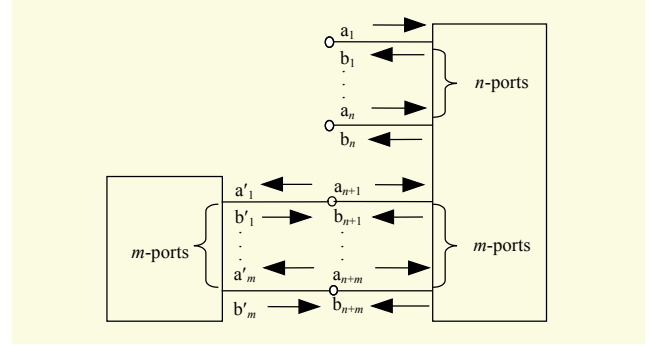 a₁
b₁
.
.
.
aₙ
bₙ
n-ports
a′₁ aₙ₊₁
b′₁ bₙ₊₁
. .
. .
. .
a′ₘ aₙ₊ₘ
b′ₘ bₙ₊ₘ
m-ports m-ports